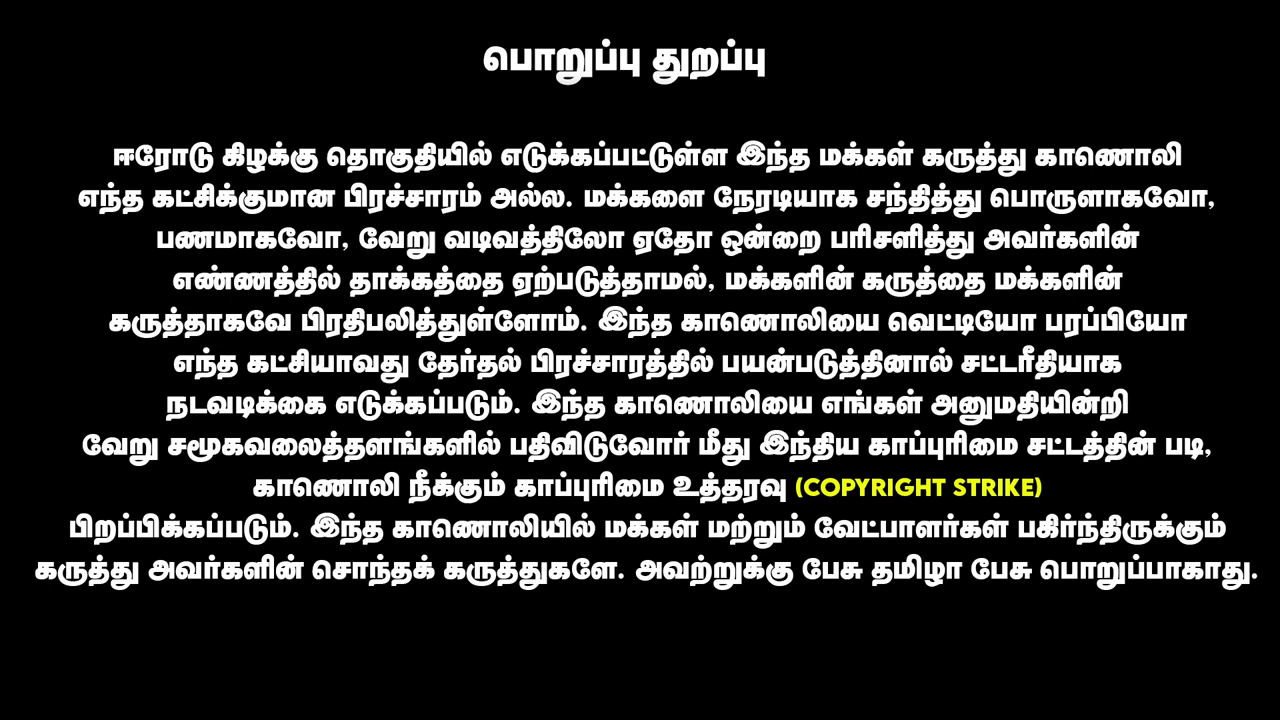 பொறுப்பு துறப்பு
ஈரோடு கிழக்கு தொகுதியில் எடுக்கப்பட்டுள்ள இந்த மக்கள் கருத்து காணொலி
எந்த கட்சிக்குமான பிரச்சாரம் அல்ல. மக்களை நேரடியாக சந்தித்து பொருளாகவோ,
பணமாகவோ, வேறு வடிவத்திலோ ஏதோ ஒன்றை பரிசளித்து அவர்களின்
எண்ணத்தில் தாக்கத்தை ஏற்படுத்தாமல், மக்களின் கருத்தை மக்களின்
கருத்தாகவே பிரதிபலித்துள்ளோம். இந்த காணொலியை வெட்டியோ பரப்பியோ
எந்த கட்சியாவது தேர்தல் பிரச்சாரத்தில் பயன்படுத்தினால் சட்டரீதியாக
நடவடிக்கை எடுக்கப்படும். இந்த காணொலியை எங்கள் அனுமதியின்றி
வேறு சமூகவலைத்தளங்களில் பதிவிடுவோர் மீது இந்திய காப்புரிமை சட்டத்தின் படி,
காணொலி நீக்கும் காப்புரிமை உத்தரவு (COPYRIGHT STRIKE)
பிறப்பிக்கப்படும். இந்த காணொலியில் மக்கள் மற்றும் வேட்பாளர்கள் பகிர்ந்திருக்கும்
கருத்து அவர்களின் சொந்தக் கருத்துகளே. அவற்றுக்கு பேசு தமிழா பேசு பொறுப்பாகாது.